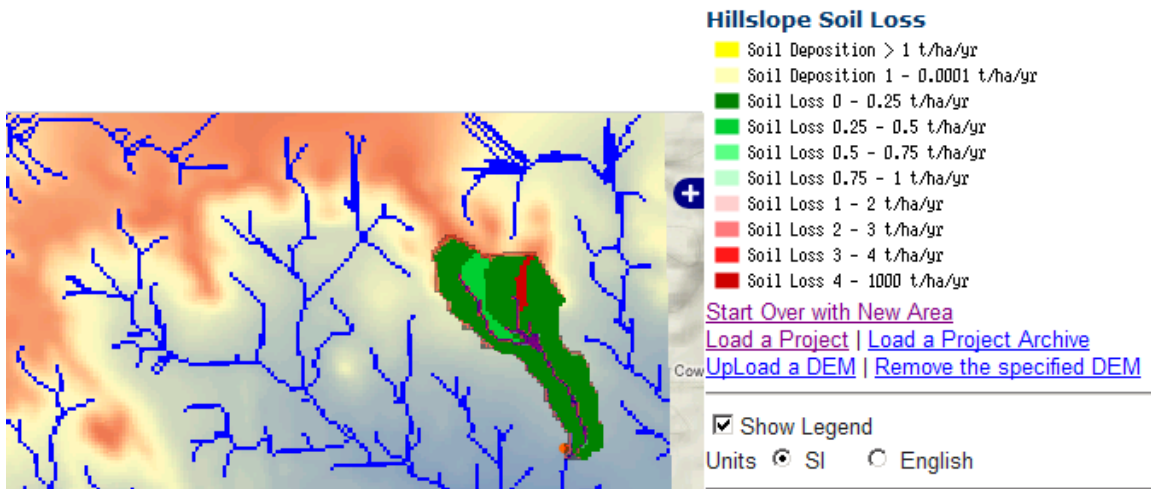 Hillslope Soil Loss
Soil Deposition > 1 t/ha/yr
Soil Deposition 1 - 0.0001 t/ha/yr
Soil Loss 0 - 0.25 t/ha/yr
Soil Loss 0.25 - 0.5 t/ha/yr
Soil Loss 0.5 - 0.75 t/ha/yr
Soil Loss 0.75 - 1 t/ha/yr
Soil Loss 1 - 2 t/ha/yr
Soil Loss 2 - 3 t/ha/yr
Soil Loss 3 - 4 t/ha/yr
Soil Loss 4 - 1000 t/ha/yr
Start Over with New Area
Load a Project | Load a Project Archive
Cow
UpLoad a DEM | Remove the specified DEM
Show Legend
Units SI English